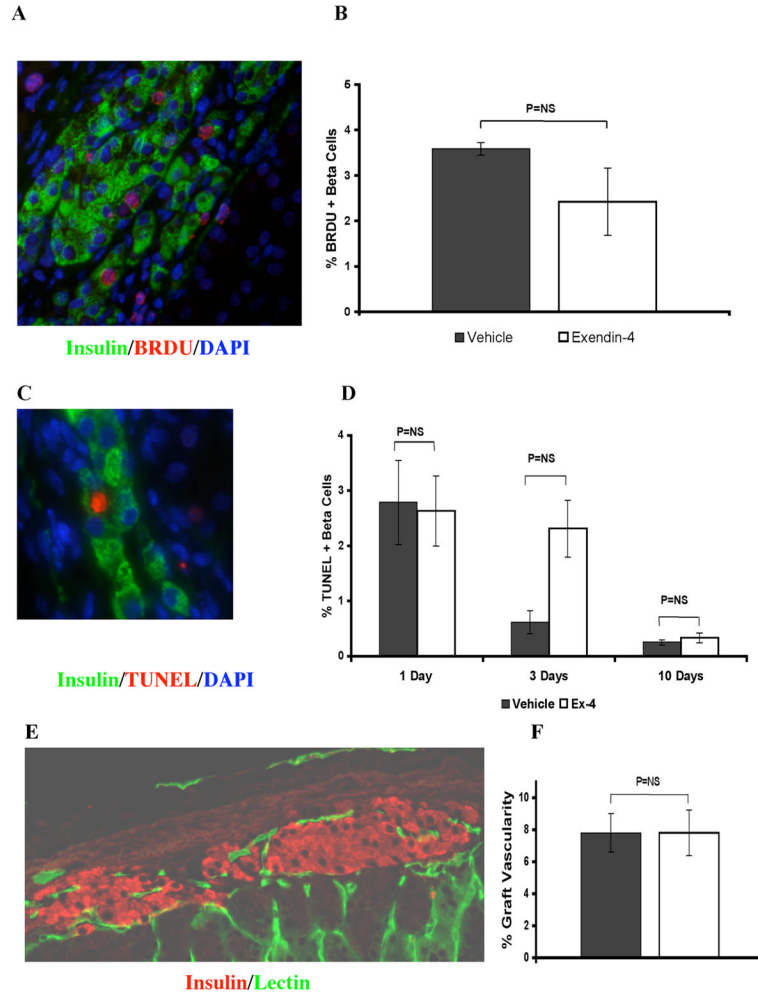 A
B
5
4
3
2
1
0
% BRDU + Beta Cells
P=NS
Vehicle Exendin-4
Insulin/BRDU/DAPI
C
D
4
3
2
1
0
% TUNEL + Beta Cells
P=NS
P=NS
P=NS
1 Day 3 Days 10 Days
Vehicle Ex-4
Insulin/TUNEL/DAPI
E
F
10
8
6
4
2
0
% Graft Vascularity
P=NS
Insulin/Lectin